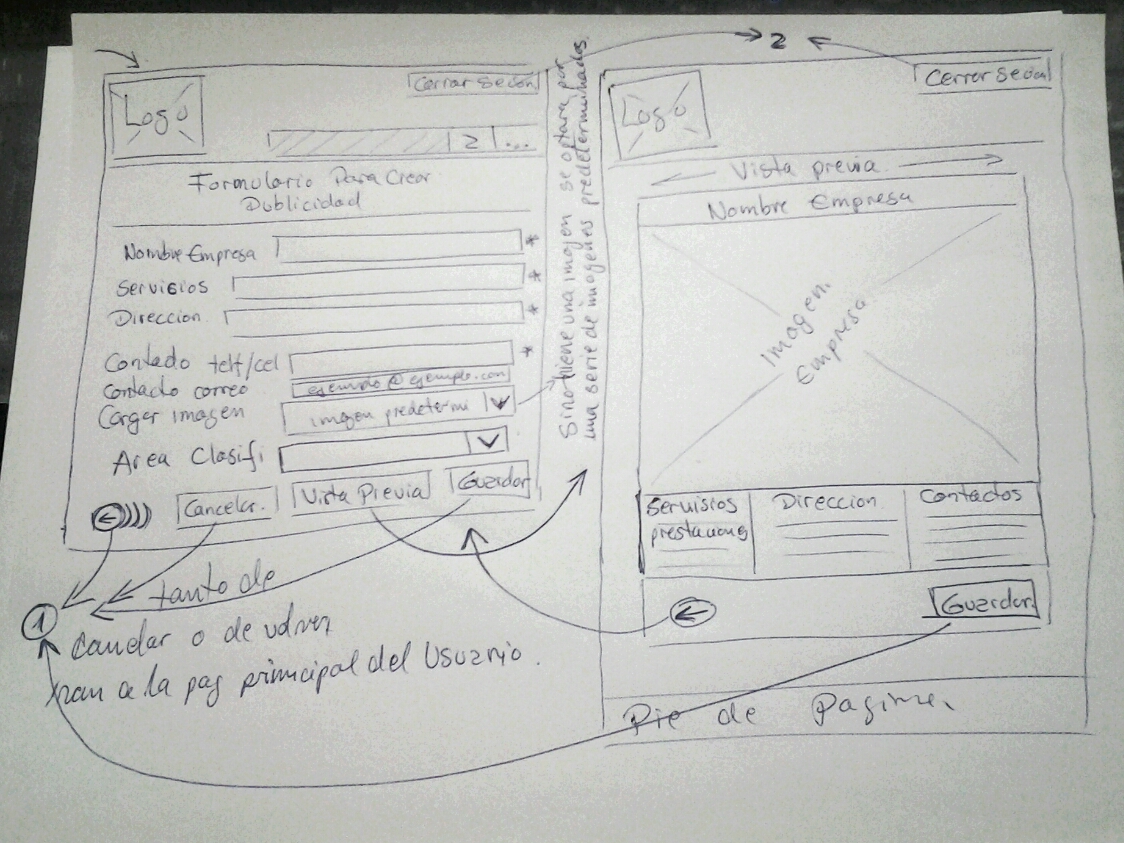 2
Cerrar Secion
Logo
2 ...
Formulario Para Crear
Publicidad
Nombre Empresa *
Servisios *
Direccion *
Contacto telf/cel *
Contacto correo ejemplo@ejemplo.com
Cargar imagen imagen predetermi
Area Clasifi
Cancelar. Vista Previa Guardar
Si no tiene una imagen se optara por
una serie de imagenes predeterminadas.
1
tanto de
Cancelar o de volver
iran a la pag principal del Usuario.
Cerrar Secion
Logo
Vista previa
Nombre Empresa
Imagen.
Empresa
Servisios
prestaciones
Direccion
Contactos
Guardar
Pie de Pagina.